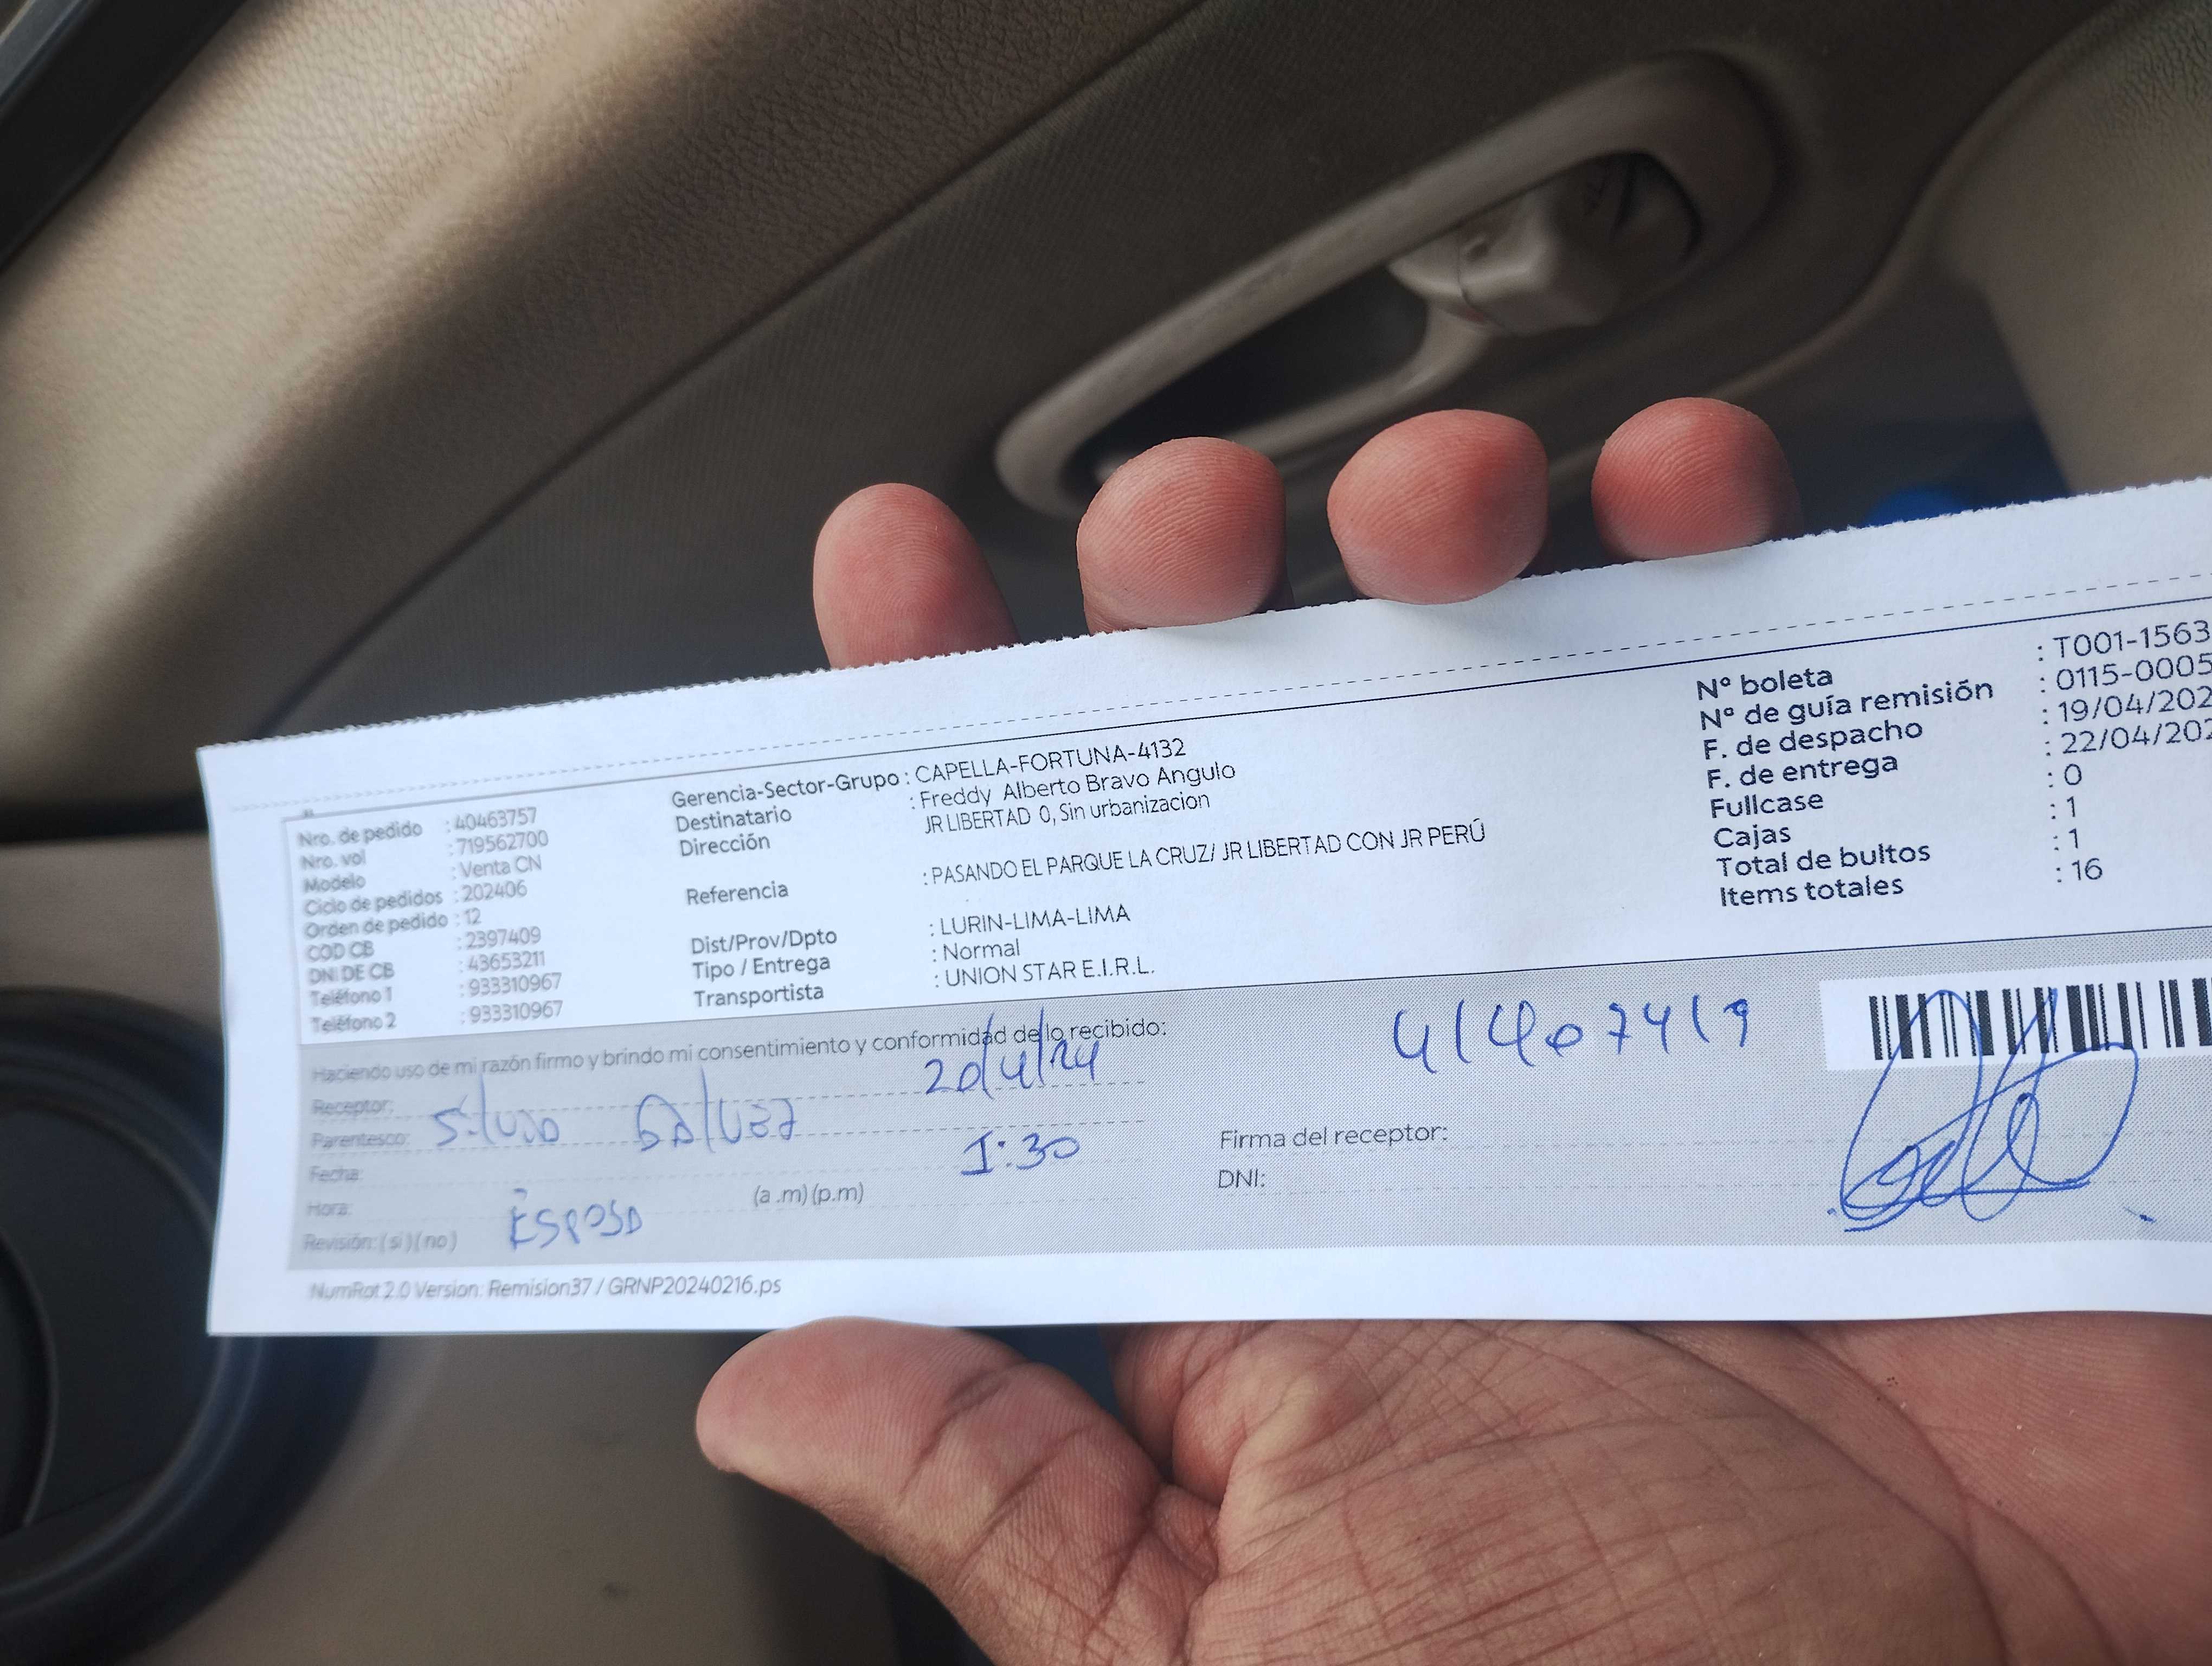 Nro. de pedido : 40463757
Nro. vol : 719562700
Modelo : Venta CN
Ciclo de pedidos : 202406
Orden de pedido : 12
COD CB : 2397409
DNI DE CB : 43653211
Teléfono 1 : 933310967
Teléfono 2 : 933310967
Gerencia-Sector-Grupo : CAPELLA-FORTUNA-4132
Destinatario : Freddy Alberto Bravo Angulo
Dirección JR LIBERTAD 0, Sin urbanizacion
Referencia : PASANDO EL PARQUE LA CRUZ/ JR LIBERTAD CON JR PERÚ
Dist/Prov/Dpto : LURIN-LIMA-LIMA
Tipo / Entrega : Normal
Transportista : UNION STAR E.I.R.L.
Nº boleta : T001-1563
Nº de guía remisión : 0115-0005
F. de despacho : 19/04/202
F. de entrega : 22/04/202
Fullcase : 0
Cajas : 1
Total de bultos : 1
Items totales : 16
Haciendo uso de mi razón firmo y brindo mi consentimiento y conformidad de lo recibido:
Receptor: 20/4/24
Parentesco:
Fecha: 1:30
Hora: (a .m) (p.m)
Revisión: ( si ) ( no ) ESPOSO
Firma del receptor:
DNI:
NumRot 2.0 Version: Remision37 / GRNP20240216.ps